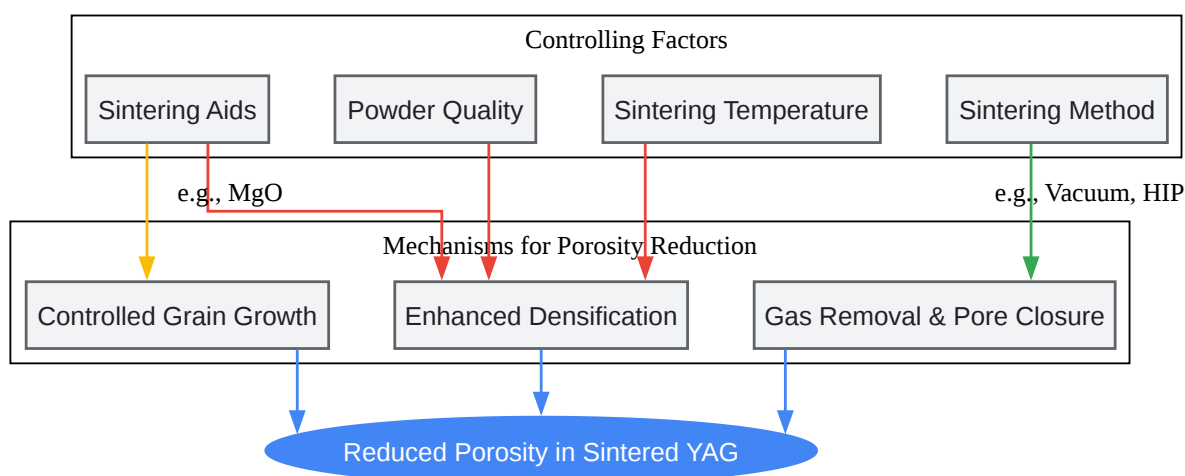 Controlling Factors
Sintering Aids
Powder Quality
Sintering Temperature
Sintering Method
e.g., MgO
e.g., Vacuum, HIP
Mechanisms for Porosity Reduction
Controlled Grain Growth
Enhanced Densification
Gas Removal & Pore Closure
Reduced Porosity in Sintered YAG